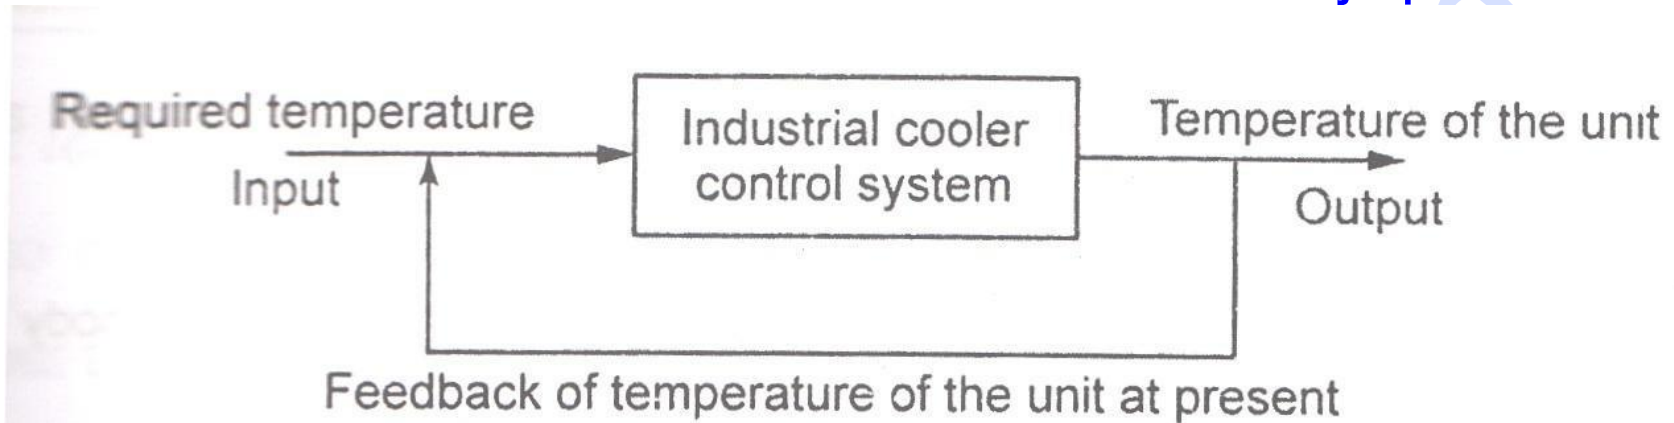 Required temperature
Input
Industrial cooler
control system
Temperature of the unit
Output
Feedback of temperature of the unit at present